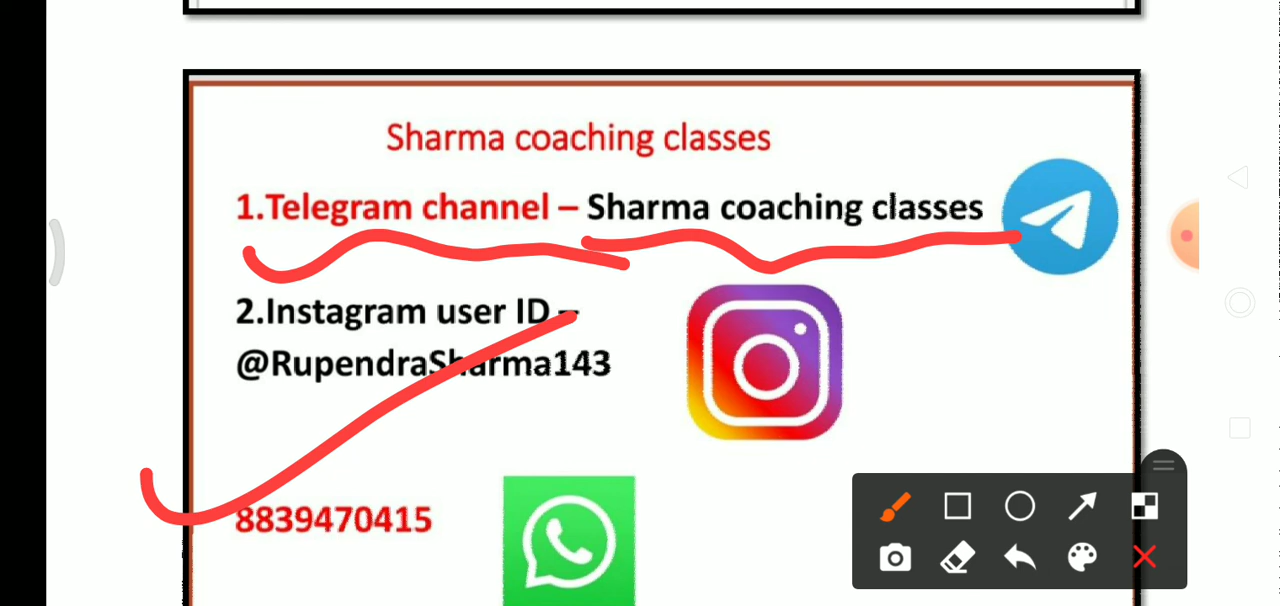 Sharma coaching classes
1.Telegram channel – Sharma coaching classes
2.Instagram user ID –
@RupendraSharma143
8839470415